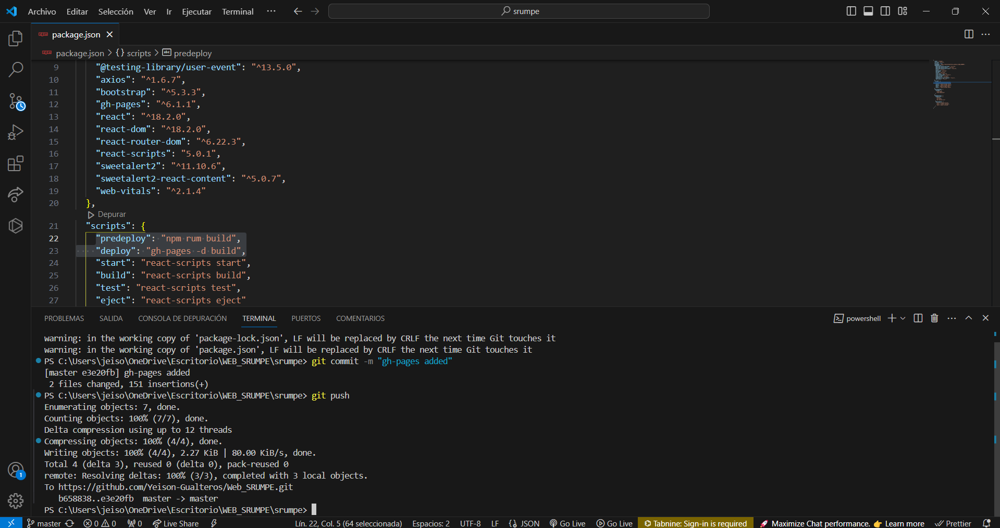 Archivo Editar Selección Ver Ir Ejecutar Terminal ··· srumpe
package.json
package.json > {} scripts > abc predeploy
9 "@testing-library/user-event": "^13.5.0",
10 "axios": "^1.6.7",
11 "bootstrap": "^5.3.3",
12 "gh-pages": "^6.1.1",
13 "react": "^18.2.0",
14 "react-dom": "^18.2.0",
15 "react-router-dom": "^6.22.3",
16 "react-scripts": "5.0.1",
17 "sweetalert2": "^11.10.6",
18 "sweetalert2-react-content": "^5.0.7",
19 "web-vitals": "^2.1.4"
20 },
Depurar
21 "scripts": {
22 "predeploy": "npm rum build",
23 "deploy": "gh-pages -d build",
24 "start": "react-scripts start",
25 "build": "react-scripts build",
26 "test": "react-scripts test",
27 "eject": "react-scripts eject"
PROBLEMAS SALIDA CONSOLA DE DEPURACIÓN TERMINAL PUERTOS COMENTARIOS powershell
warning: in the working copy of 'package-lock.json', LF will be replaced by CRLF the next time Git touches it
warning: in the working copy of 'package.json', LF will be replaced by CRLF the next time Git touches it
PS C:\Users\jeiso\OneDrive\Escritorio\WEB_SRUMPE\srumpe> git commit -m "gh-pages added"
[master e3e20fb] gh-pages added
2 files changed, 151 insertions(+)
PS C:\Users\jeiso\OneDrive\Escritorio\WEB_SRUMPE\srumpe> git push
Enumerating objects: 7, done.
Counting objects: 100% (7/7), done.
Delta compression using up to 12 threads
Compressing objects: 100% (4/4), done.
Writing objects: 100% (4/4), 2.27 KiB | 80.00 KiB/s, done.
Total 4 (delta 3), reused 0 (delta 0), pack-reused 0
remote: Resolving deltas: 100% (3/3), completed with 3 local objects.
To https://github.com/Yeison-Gualteros/Web_SRUMPE.git
b658838..e3e20fb master -> master
1
PS C:\Users\jeiso\OneDrive\Escritorio\WEB_SRUMPE\srumpe>
master 0 0 0 Live Share Lín. 22, Col. 5 (64 seleccionada) Espacios: 2 UTF-8 LF {} JSON Go Live Go Live Tabnine: Sign-in is required 🚀 Maximize Chat performance. 👉 Learn more Prettier